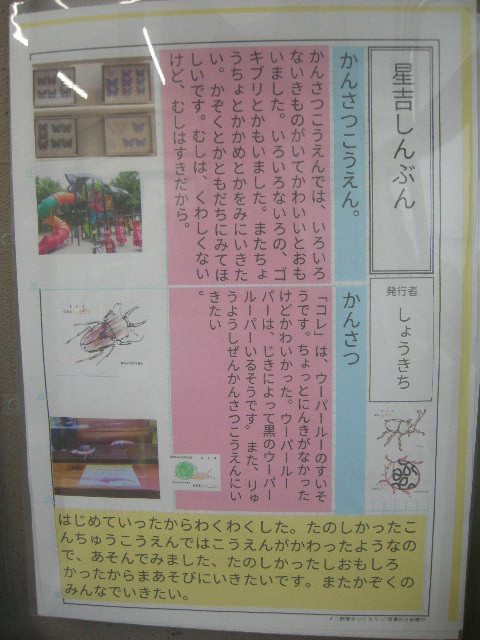 星吉しんぶん
発行者
しょうきち
かんさつこうえん。
かんさつこうえんでは、いろいろ
ないきものがいてかわいいとおも
いました。いろいろないろの、ゴ
キブリとかもいました。またちょ
うちょとかかめとかをみにいきた
い。かぞくとかともだちにみてほ
しいです。むしは、くわしくない
けど、むしはすきだから。
かんさつ
「コレ」は、ウーパールーのすいそ
うです。ちょっとにんきがなかった
けどかわいかった。ウーパールー
パーは、じきによって黒のウーパー
ルーパーいるそうです。また、りゅ
うようしぜんかんさつこうえんにい
きたい
。
はじめていったからわくわくした。たのしかったこ
んちゅうこうえんではこうえんがかわったようなの
で、あそんでみました、たのしかったしおもしろ
かったからまあそびにいきたいです。またかぞくの
みんなでいきたい。